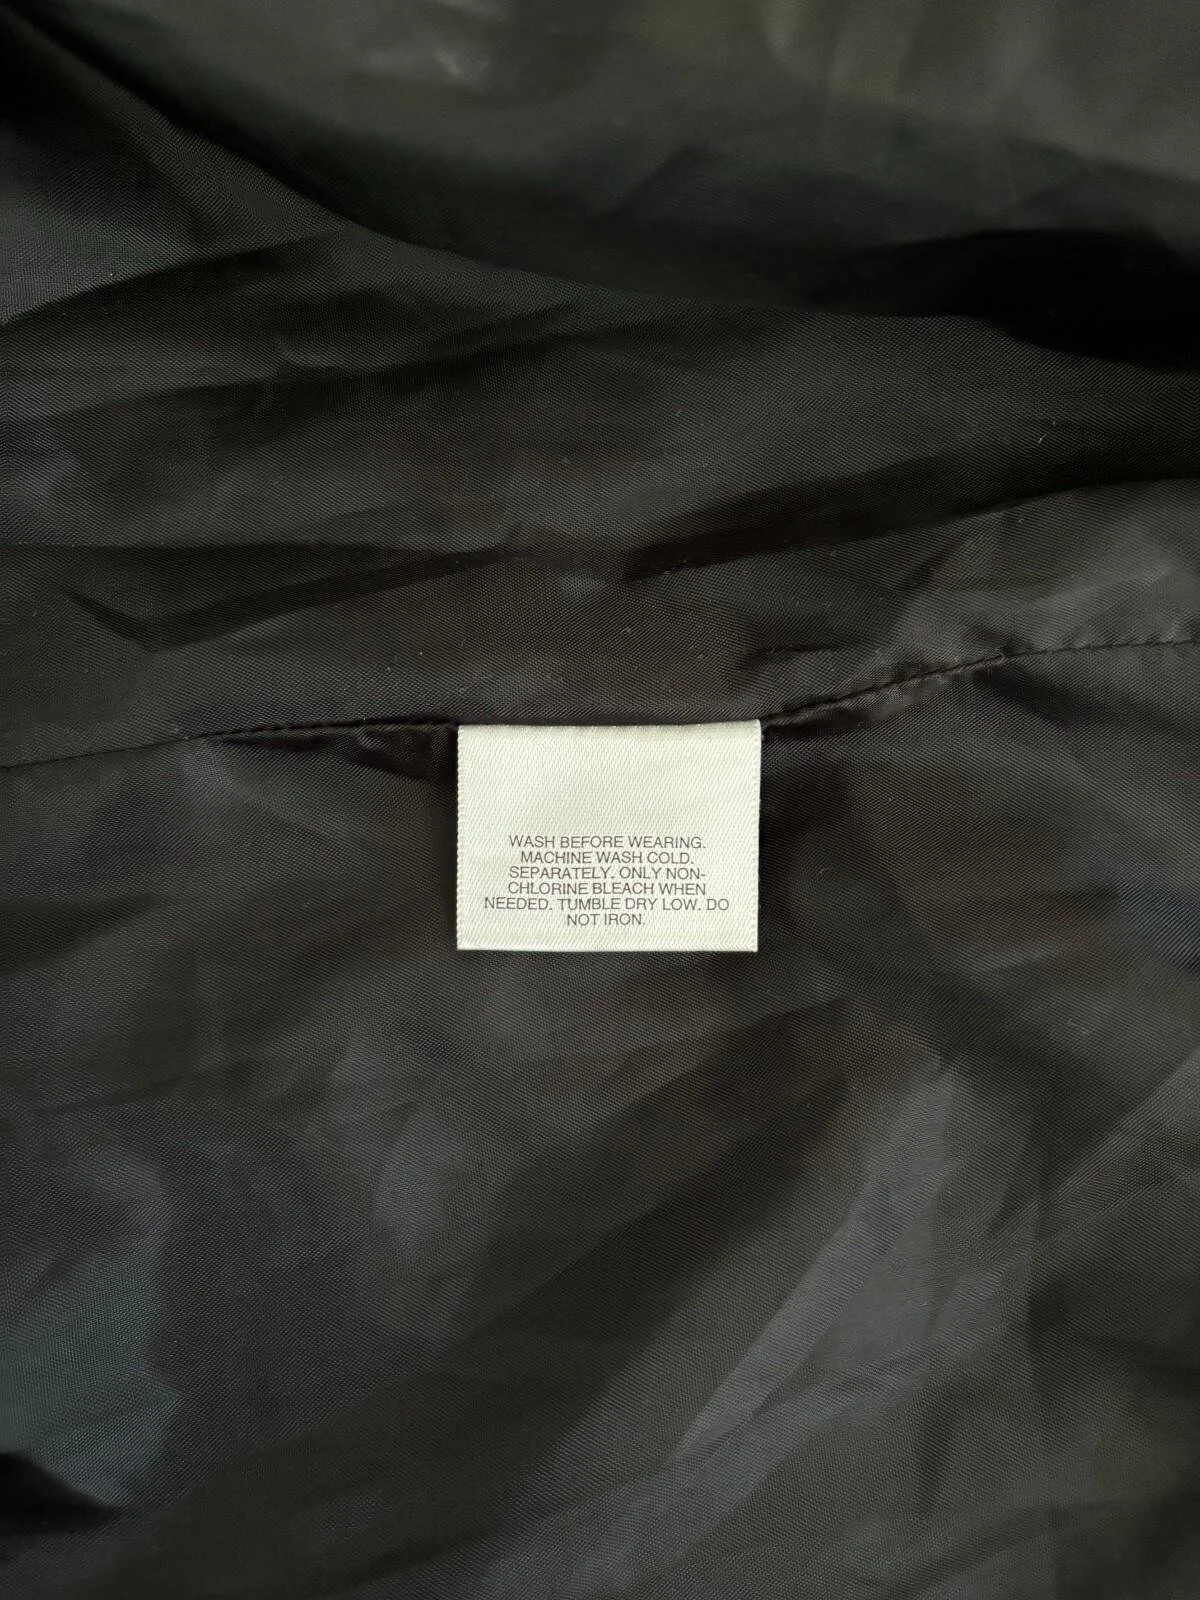 WASH BEFORE WEARING.
MACHINE WASH COLD.
SEPARATELY. ONLY NON-
CHLORINE BLEACH WHEN
NEEDED. TUMBLE DRY LOW. DO
NOT IRON.